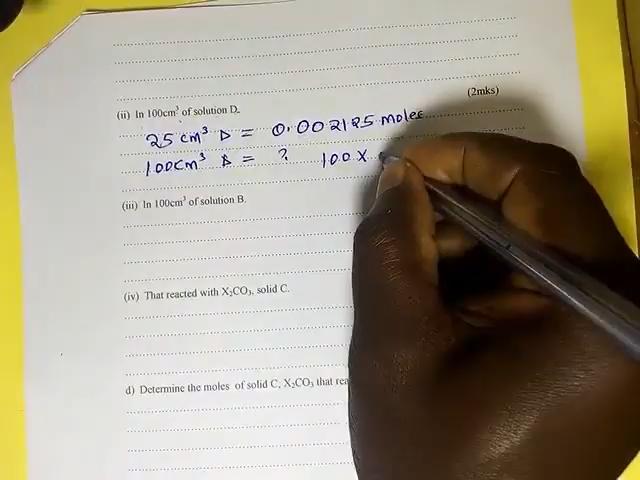 (ii) In 100cm³ of solution D. (2mks)
25 cm³ D = 0.002125 moles
100cm³ D = ? 100 x
(iii) In 100cm³ of solution B.
(iv) That reacted with X₂CO₃, solid C.
d) Determine the moles of solid C, X₂CO₃ that rea